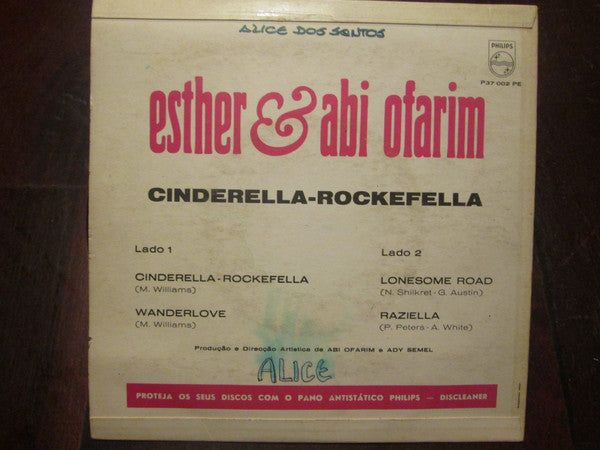 ALICE DOS SANTOS
PHILIPS
P37 002 PE
esther & abi ofarim
CINDERELLA-ROCKEFELLA
Lado 1
CINDERELLA-ROCKEFELLA
(M. Williams)
WANDERLOVE
(M. Williams)
Lado 2
LONESOME ROAD
(N. Shilkret - G. Austin)
RAZIELLA
(P. Peters - A. White)
Produção e Direcção Artística de ABI OFARIM e ADY SEMEL
ALICE
PROTEJA OS SEUS DISCOS COM O PANO ANTISTÁTICO PHILIPS — DISCLEANER